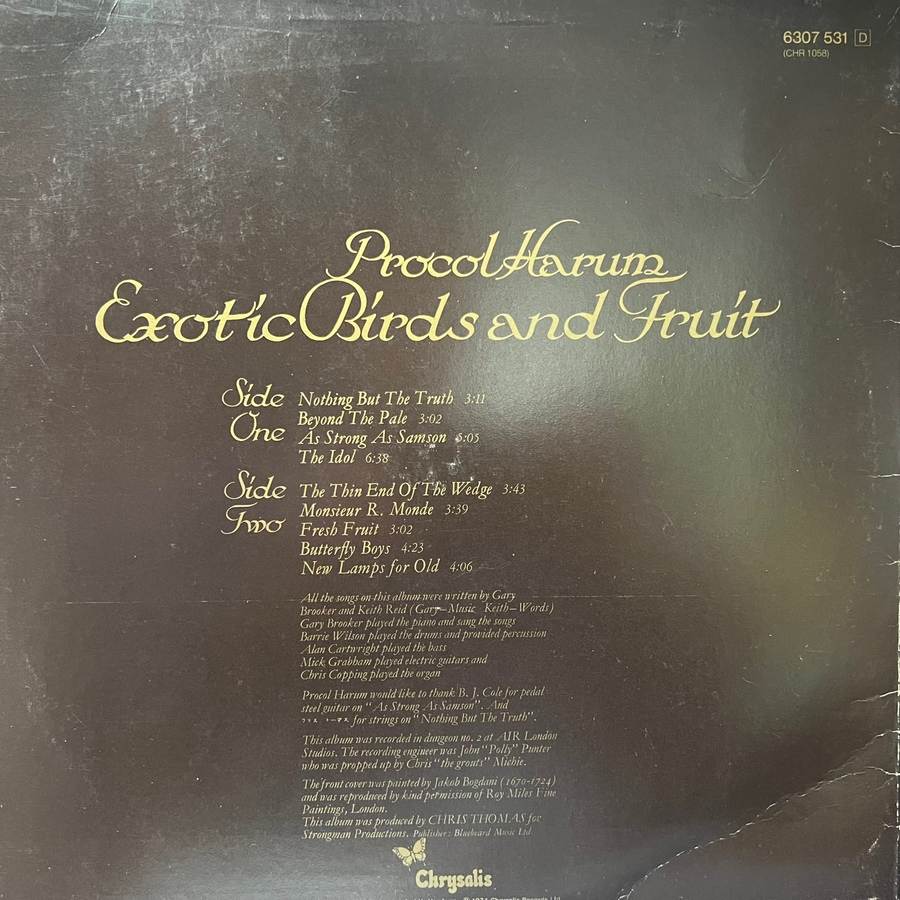 6307 531 D
(CHR 1058)
Procol Harum
Exotic Birds and Fruit
Side One
Nothing But The Truth 3:11
Beyond The Pale 3:02
As Strong As Samson 5:05
The Idol 6:38
Side Two
The Thin End Of The Wedge 3:43
Monsieur R. Monde 3:39
Fresh Fruit 3:02
Butterfly Boys 4:23
New Lamps for Old 4:06
All the songs on this album were written by Gary
Brooker and Keith Reid (Gary–Music Keith–Words)
Gary Brooker played the piano and sang the songs
Barrie Wilson played the drums and provided percussion
Alan Cartwright played the bass
Mick Grabham played electric guitars and
Chris Copping played the organ
Procol Harum would like to thank B. J. Cole for pedal
steel guitar on "As Strong As Samson". And
for strings on "Nothing But The Truth".
This album was recorded in dungeon no. 2 at AIR London
Studios. The recording engineer was John "Polly" Punter
who was propped up by Chris "the grouts" Michie.
The front cover was painted by Jakob Bogdani (1670-1724)
and was reproduced by kind permission of Roy Miles Fine
Paintings, London.
This album was produced by CHRIS THOMAS for
Strongman Productions. Publisher: Bluebeard Music Ltd
Chrysalis